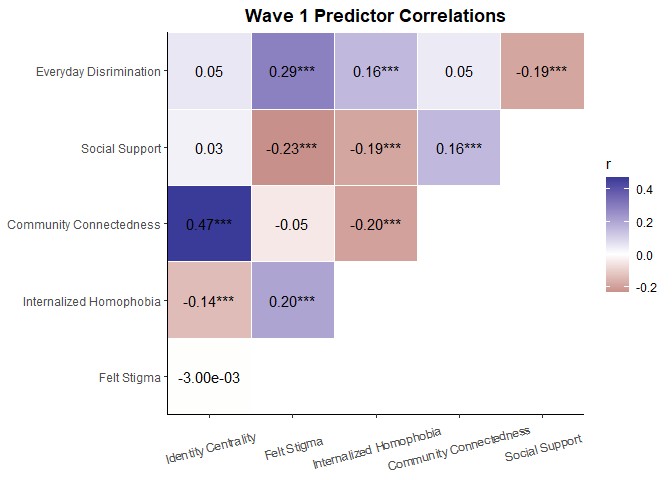 Wave 1 Predictor Correlations
Everyday Disrimination 0.05 0.29*** 0.16*** 0.05 -0.19***
Social Support 0.03 -0.23*** -0.19*** 0.16***
Community Connectedness 0.47*** -0.05 -0.20***
Internalized Homophobia -0.14*** 0.20***
Felt Stigma -3.00e-03
Identity Centrality Felt Stigma Internalized Homophobia Community Connectedness Social Support
r
0.4
0.2
0.0
-0.2